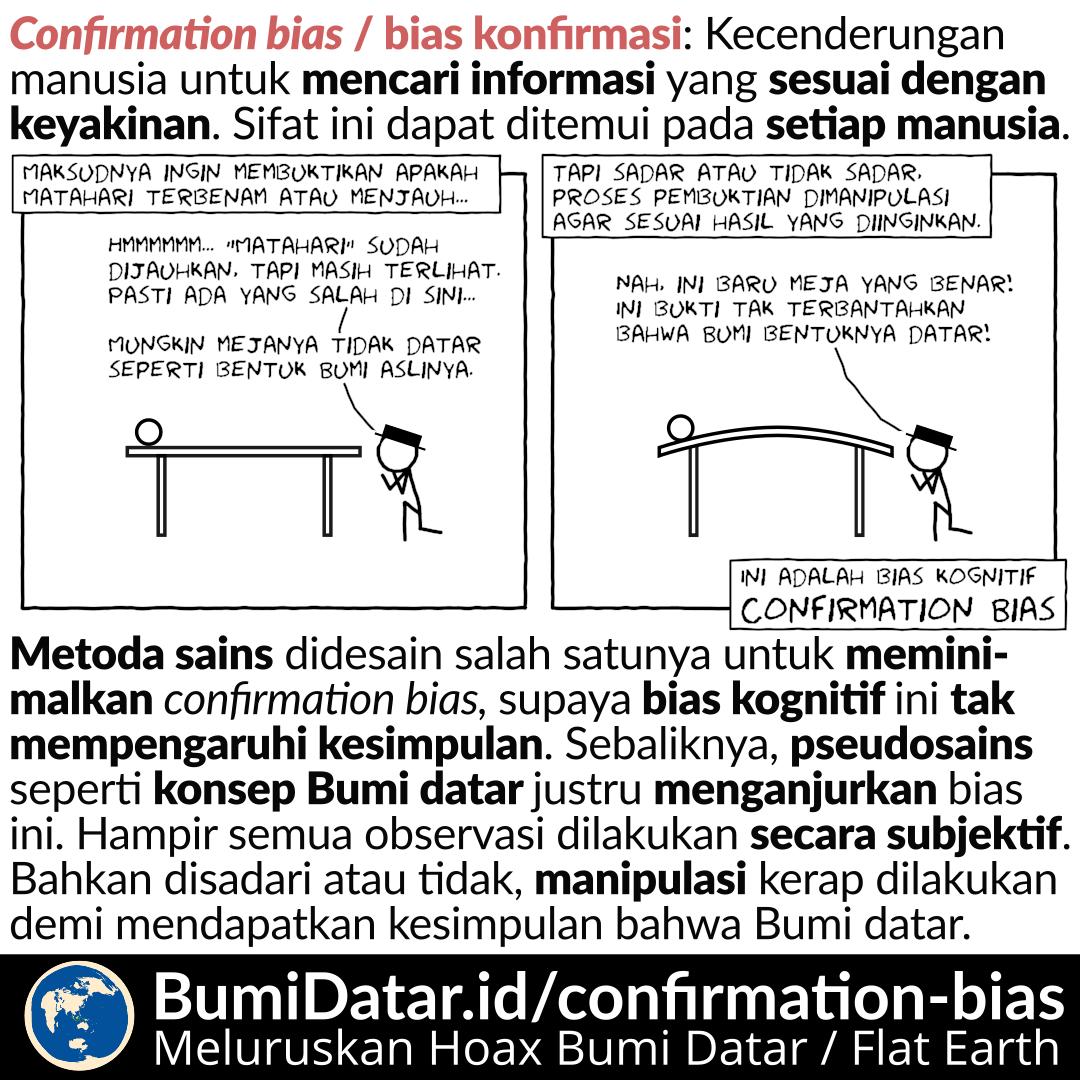 Confirmation bias / bias konfirmasi: Kecenderungan
manusia untuk mencari informasi yang sesuai dengan
keyakinan. Sifat ini dapat ditemui pada setiap manusia.
MAKSUDNYA INGIN MEMBUKTIKAN APAKAH
MATAHARI TERBENAM ATAU MENJAUH...
HMMMMMM... "MATAHARI" SUDAH
DIJAUHKAN, TAPI MASIH TERLIHAT.
PASTI ADA YANG SALAH DI SINI...
MUNGKIN MEJANYA TIDAK DATAR
SEPERTI BENTUK BUMI ASLINYA.
TAPI SADAR ATAU TIDAK SADAR,
PROSES PEMBUKTIAN DIMANIPULASI
AGAR SESUAI HASIL YANG DIINGINKAN.
NAH, INI BARU MEJA YANG BENAR!
INI BUKTI TAK TERBANTAHKAN
BAHWA BUMI BENTUKNYA DATAR!
INI ADALAH BIAS KOGNITIF
CONFIRMATION BIAS
Metoda sains didesain salah satunya untuk memini-
malkan confirmation bias, supaya bias kognitif ini tak
mempengaruhi kesimpulan. Sebaliknya, pseudosains
seperti konsep Bumi datar justru menganjurkan bias
ini. Hampir semua observasi dilakukan secara subjektif.
Bahkan disadari atau tidak, manipulasi kerap dilakukan
demi mendapatkan kesimpulan bahwa Bumi datar.
BumiDatar.id/confirmation-bias
Meluruskan Hoax Bumi Datar / Flat Earth